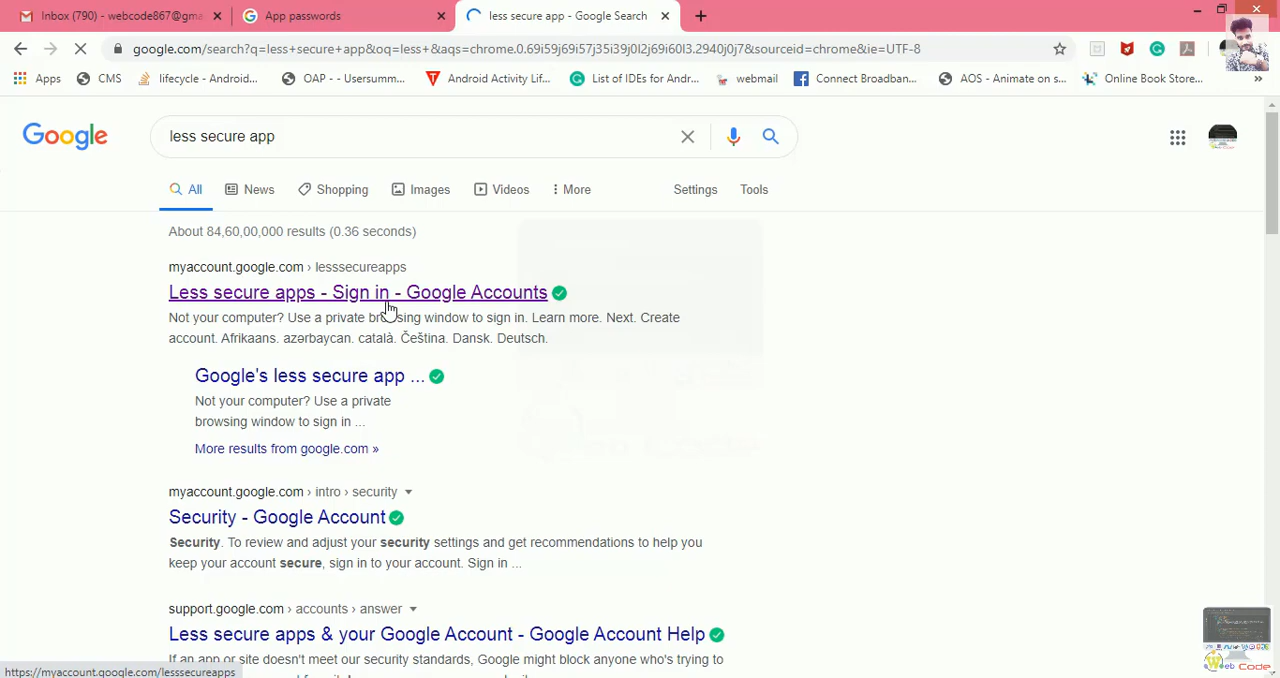 Inbox (790) - webcode867@gma
App passwords
less secure app - Google Search
google.com/search?q=less+secure+app&oq=less+&aqs=chrome.0.69i59j69i57j35i39j0l2j69i60l3.2940j0j7&sourceid=chrome&ie=UTF-8
Apps
CMS
lifecycle - Android...
OAP - - Usersumm...
Android Activity Lif...
List of IDEs for Andr...
webmail
Connect Broadban...
AOS - Animate on s...
Online Book Store...
Google
less secure app
All
News
Shopping
Images
Videos
More
Settings
Tools
About 84,60,00,000 results (0.36 seconds)
myaccount.google.com › lesssecureapps
Less secure apps - Sign in - Google Accounts
Not your computer? Use a private browsing window to sign in. Learn more. Next. Create
account. Afrikaans. azərbaycan. català. Čeština. Dansk. Deutsch.
Google's less secure app ...
Not your computer? Use a private
browsing window to sign in ...
More results from google.com »
myaccount.google.com › intro › security
Security - Google Account
Security. To review and adjust your security settings and get recommendations to help you
keep your account secure, sign in to your account. Sign in ...
support.google.com › accounts › answer
Less secure apps & your Google Account - Google Account Help
If an app or site doesn't meet our security standards, Google might block anyone who's trying to
https://myaccount.google.com/lesssecureapps
Web Code